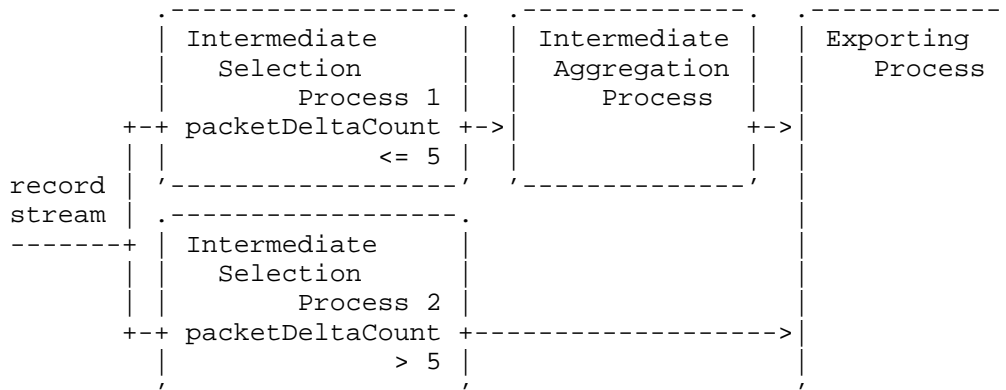 .------------------. .--------------. .------------
| Intermediate | | Intermediate | | Exporting
| Selection | | Aggregation | | Process
| Process 1 | | Process | |
+-+ packetDeltaCount +->| +->|
| | <= 5 | | | |
record | '------------------' '--------------' |
stream | .------------------. |
-------+ | Intermediate | |
| | Selection | |
| | Process 2 | |
+-+ packetDeltaCount +------------------->|
| > 5 | |
' ' '